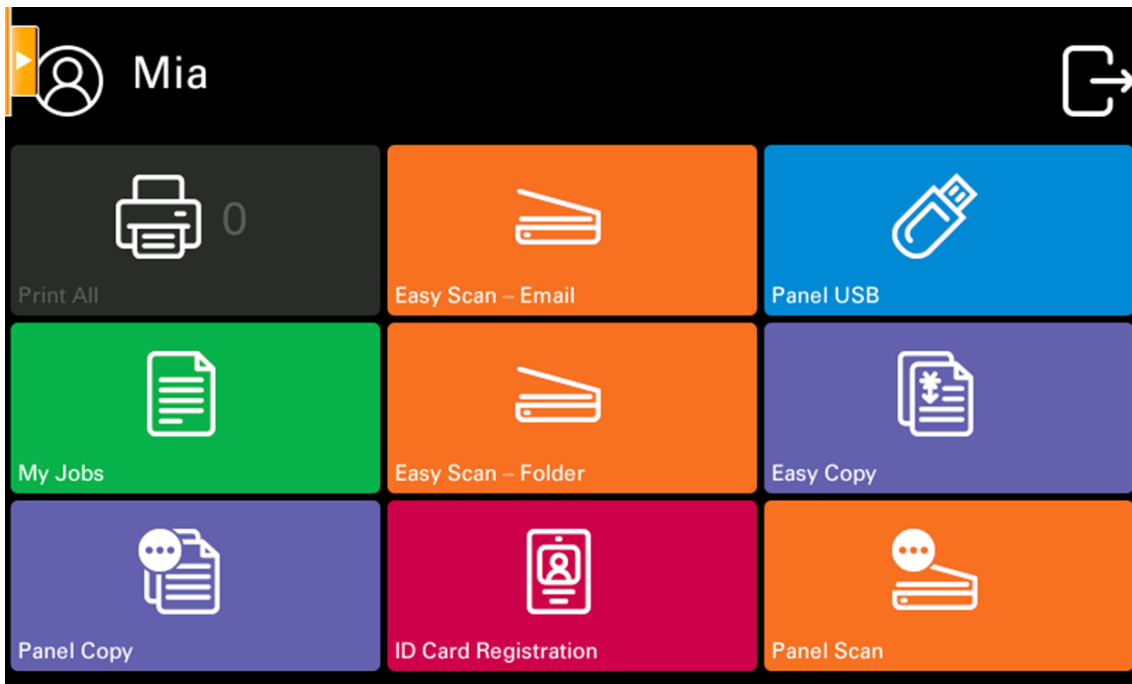 Mia
0
Print All
Easy Scan – Email
Panel USB
My Jobs
Easy Scan – Folder
Easy Copy
Panel Copy
ID Card Registration
Panel Scan